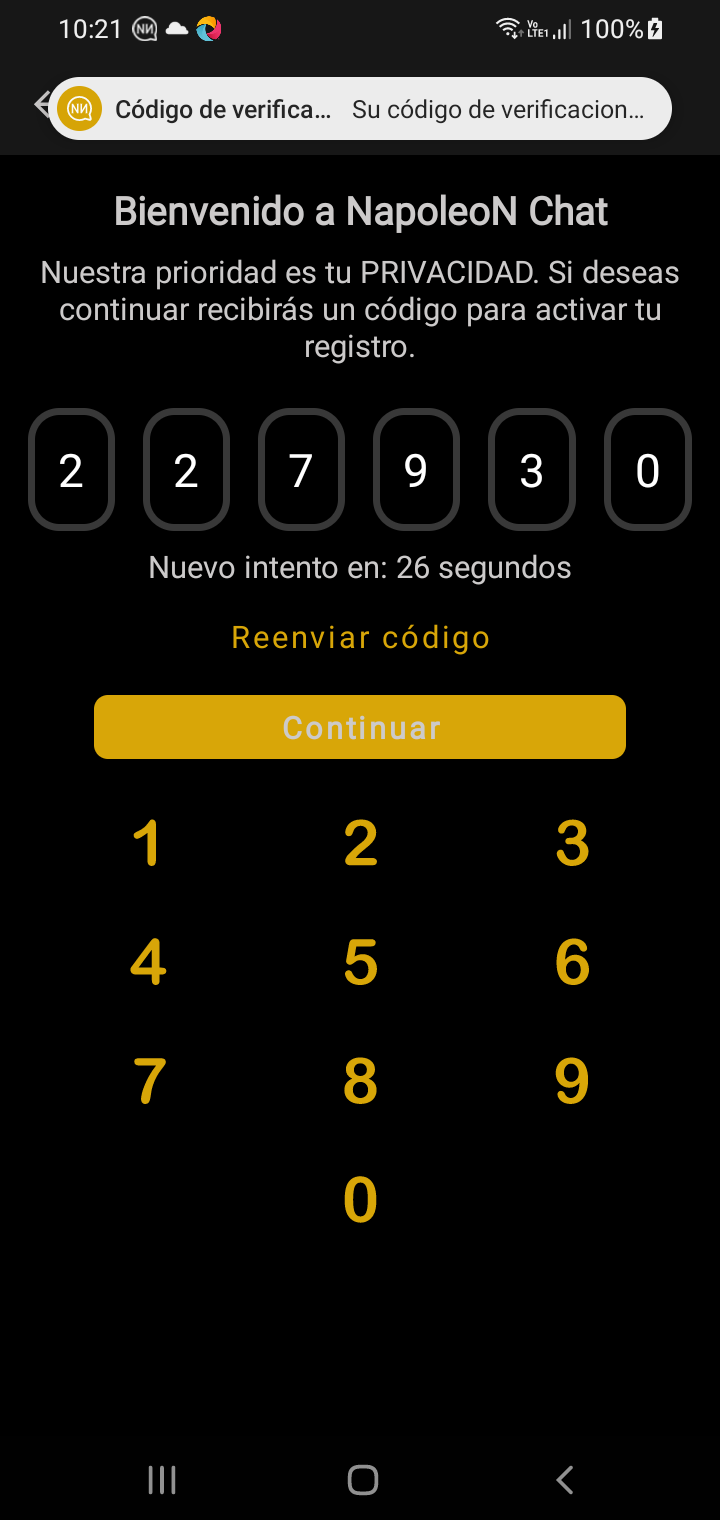 10:21 NN Vo LTE1 100%
NN Código de verifica... Su código de verificacion...
Bienvenido a NapoleoN Chat
Nuestra prioridad es tu PRIVACIDAD. Si deseas
continuar recibirás un código para activar tu
registro.
2 2 7 9 3 0
Nuevo intento en: 26 segundos
Reenviar código
Continuar
1 2 3
4 5 6
7 8 9
0